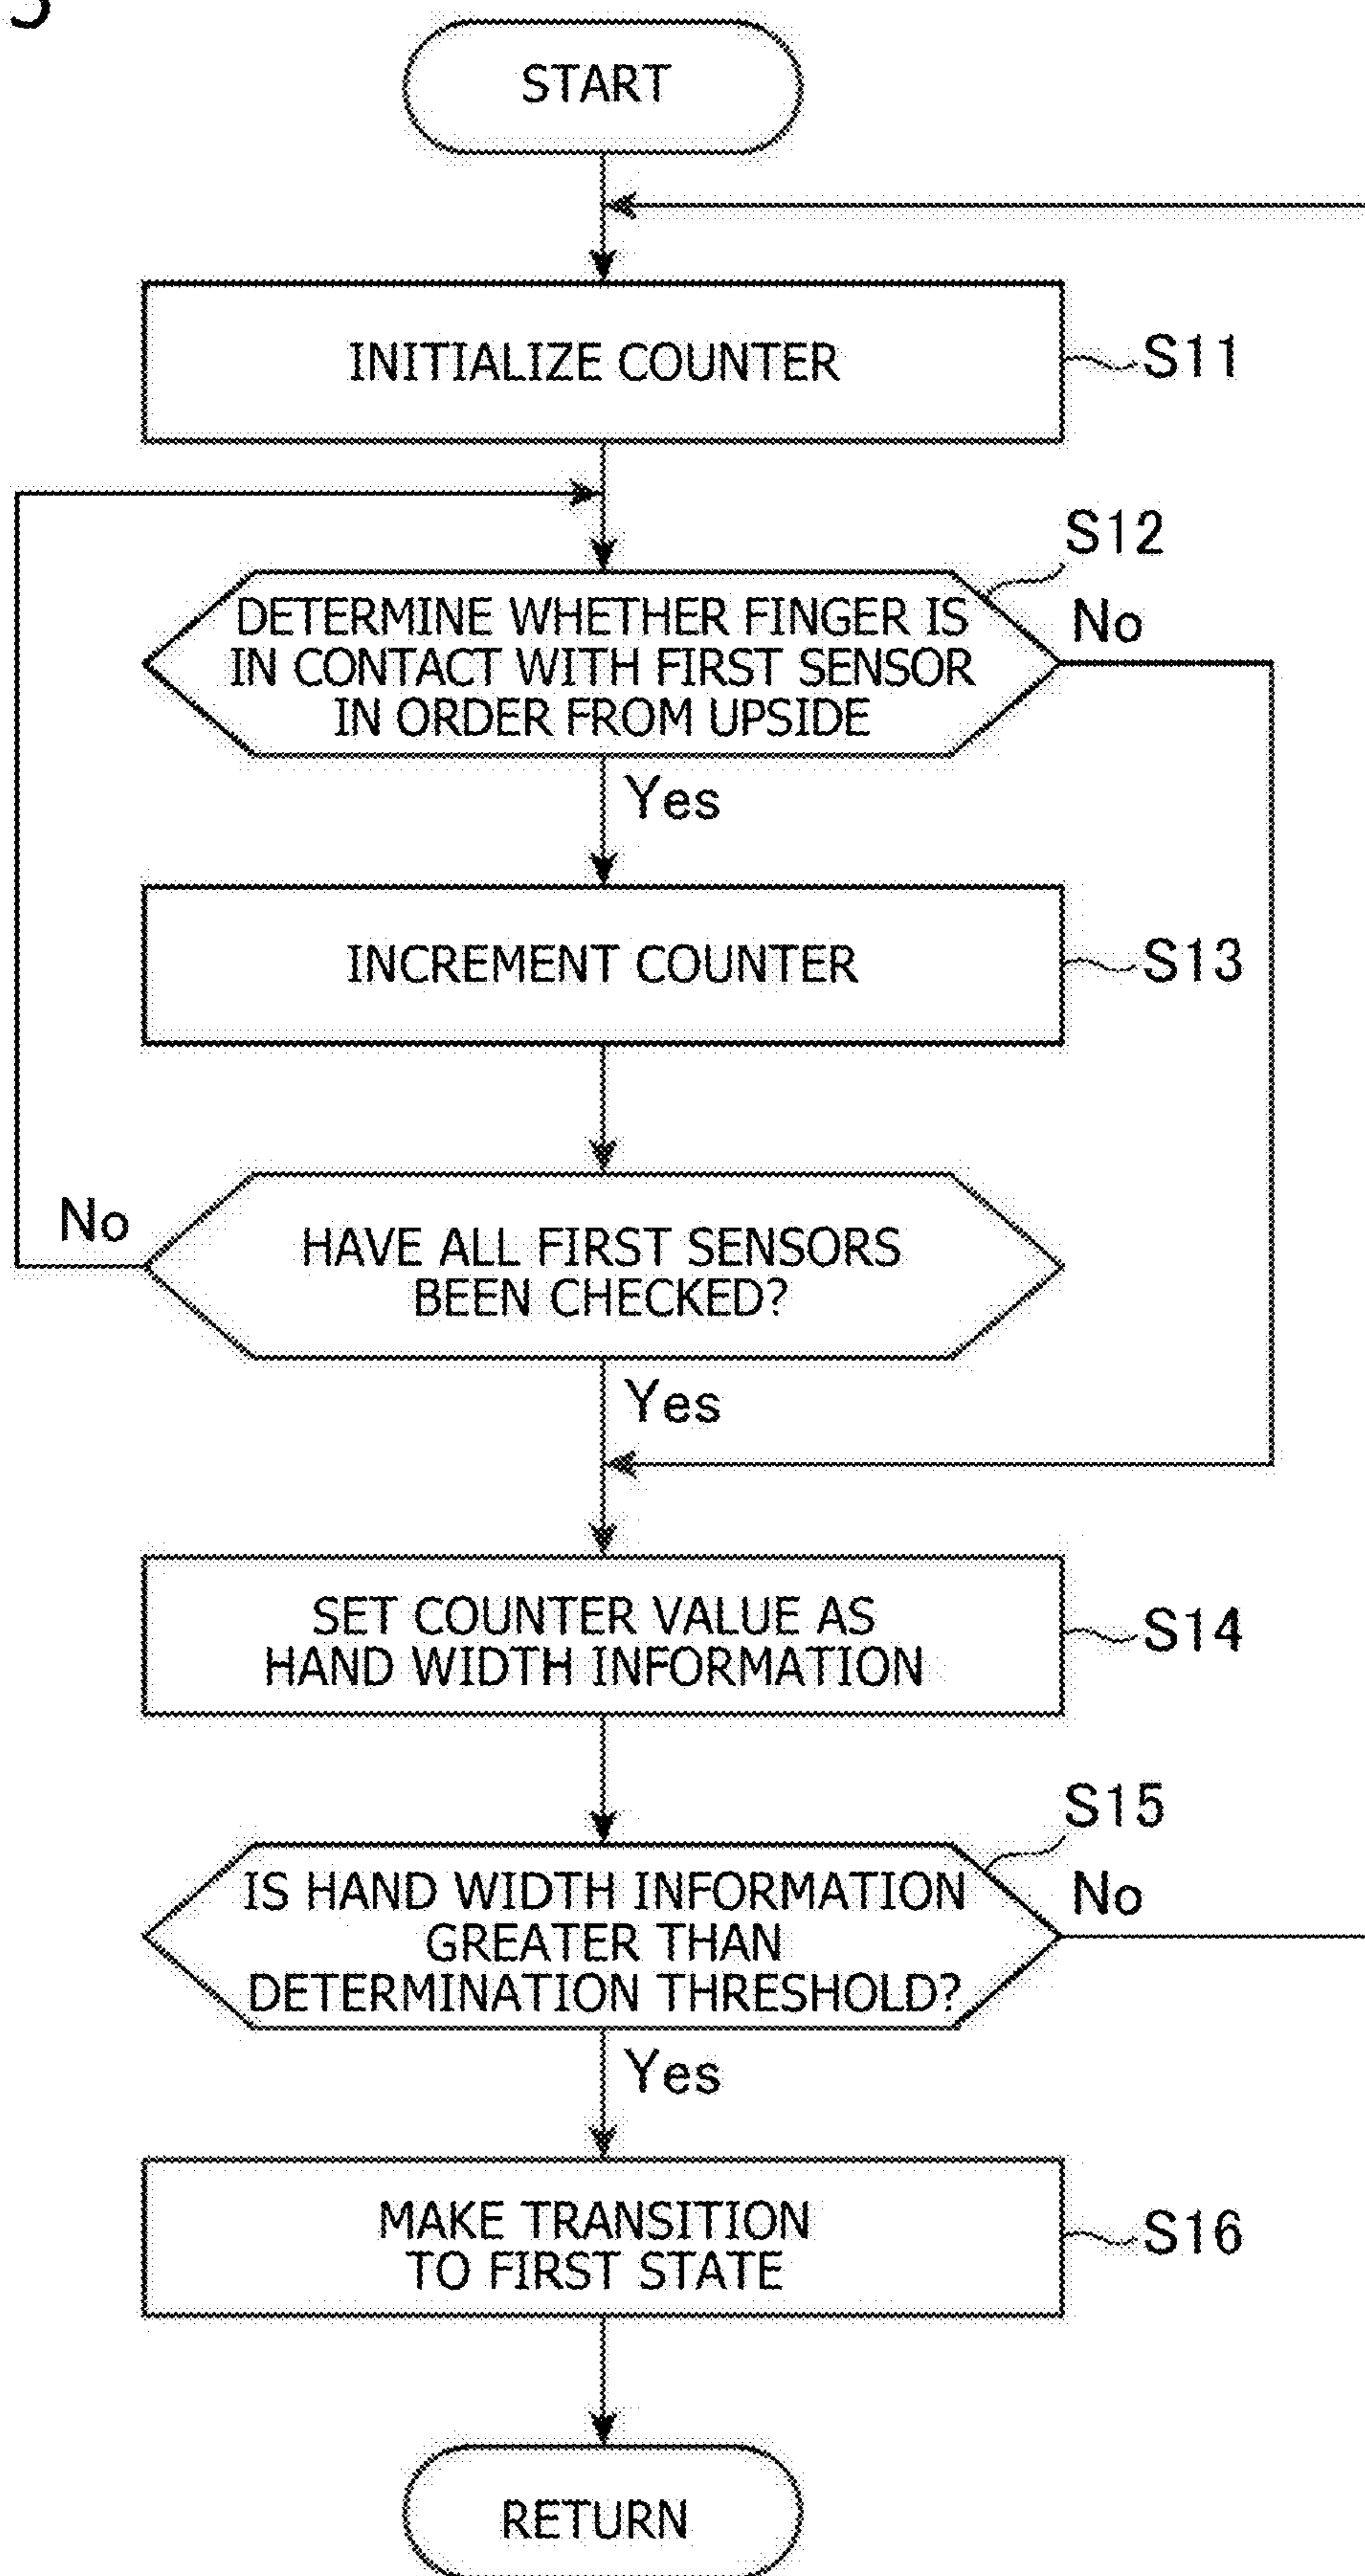 START
INITIALIZE COUNTER
S11
S12
DETERMINE WHETHER FINGER IS
IN CONTACT WITH FIRST SENSOR
IN ORDER FROM UPSIDE
No
Yes
INCREMENT COUNTER
S13
No
HAVE ALL FIRST SENSORS
BEEN CHECKED?
Yes
SET COUNTER VALUE AS
HAND WIDTH INFORMATION
S14
S15
IS HAND WIDTH INFORMATION
GREATER THAN
DETERMINATION THRESHOLD?
No
Yes
MAKE TRANSITION
TO FIRST STATE
S16
RETURN